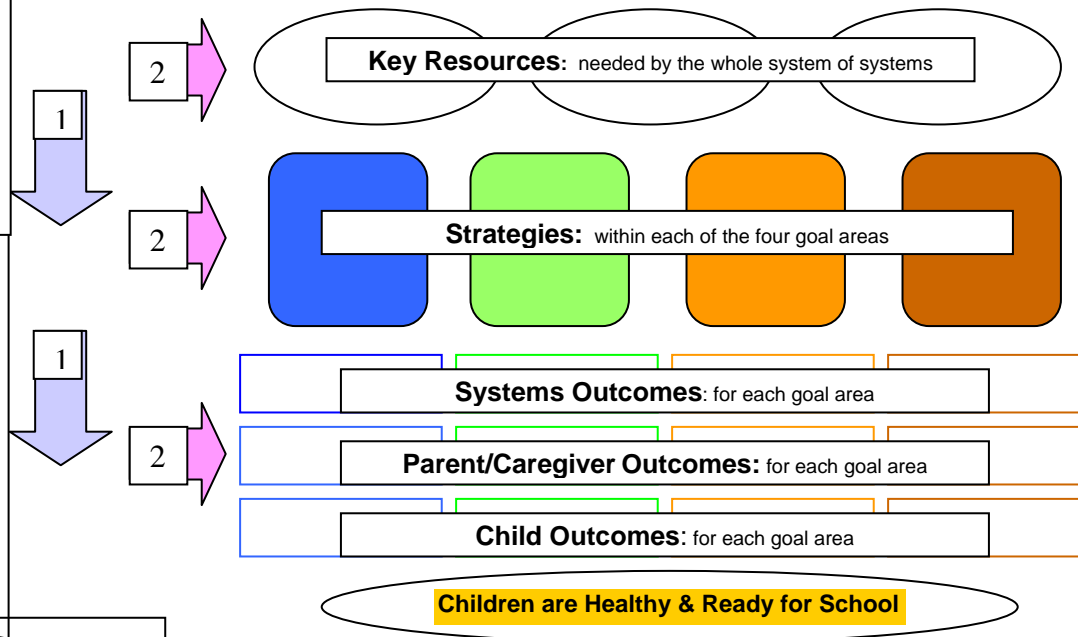 2
Key Resources: needed by the whole system of systems
1
2
Strategies: within each of the four goal areas
1
Systems Outcomes: for each goal area
2
Parent/Caregiver Outcomes: for each goal area
Child Outcomes: for each goal area
Children are Healthy & Ready for School